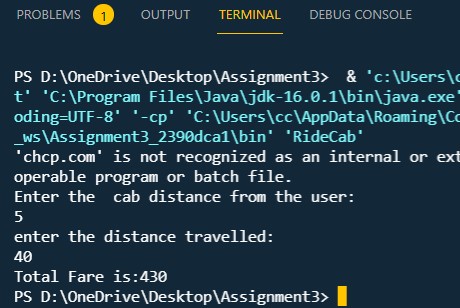 PROBLEMS 1 OUTPUT TERMINAL DEBUG CONSOLE
PS D:\OneDrive\Desktop\Assignment3> & 'c:\Users\c
t' 'C:\Program Files\Java\jdk-16.0.1\bin\java.exe'
oding=UTF-8' '-cp' 'C:\Users\cc\AppData\Roaming\Co
_ws\Assignment3_2390dca1\bin' 'RideCab'
'chcp.com' is not recognized as an internal or ext
operable program or batch file.
Enter the  cab distance from the user:
5
enter the distance travelled:
40
Total Fare is:430
PS D:\OneDrive\Desktop\Assignment3>